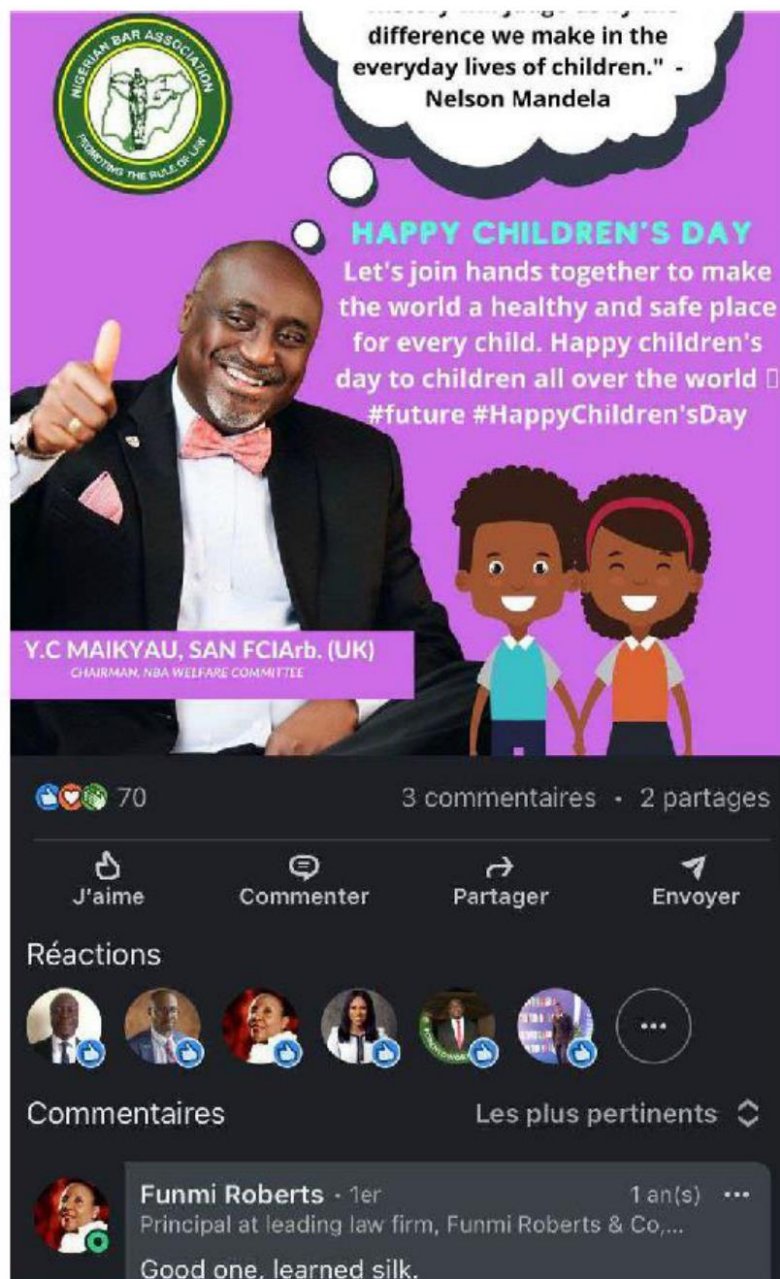 NIGERIAN BAR ASSOCIATION
PROMOTING THE RULE OF LAW
difference we make in the
everyday lives of children." -
Nelson Mandela
HAPPY CHILDREN'S DAY
Let's join hands together to make
the world a healthy and safe place
for every child. Happy children's
day to children all over the world
#future #HappyChildren'sDay
Y.C MAIKYAU, SAN FCIArb. (UK)
CHAIRMAN, NBA WELFARE COMMITTEE
70 3 commentaires • 2 partages
J'aime Commenter Partager Envoyer
Réactions
Commentaires Les plus pertinents
Funmi Roberts · 1er 1 an(s)
Principal at leading law firm, Funmi Roberts & Co,...
Good one, learned silk.